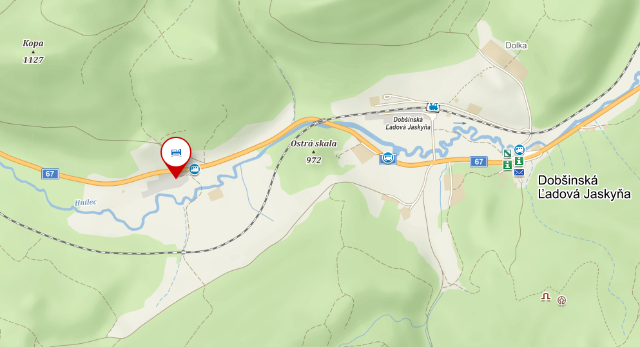 Kopa
1127
Dolka
Dobšinská
Ľadová Jaskyňa
Ostrá skala
972
67
67
Hnilec
Dobšinská
Ľadová Jaskyňa